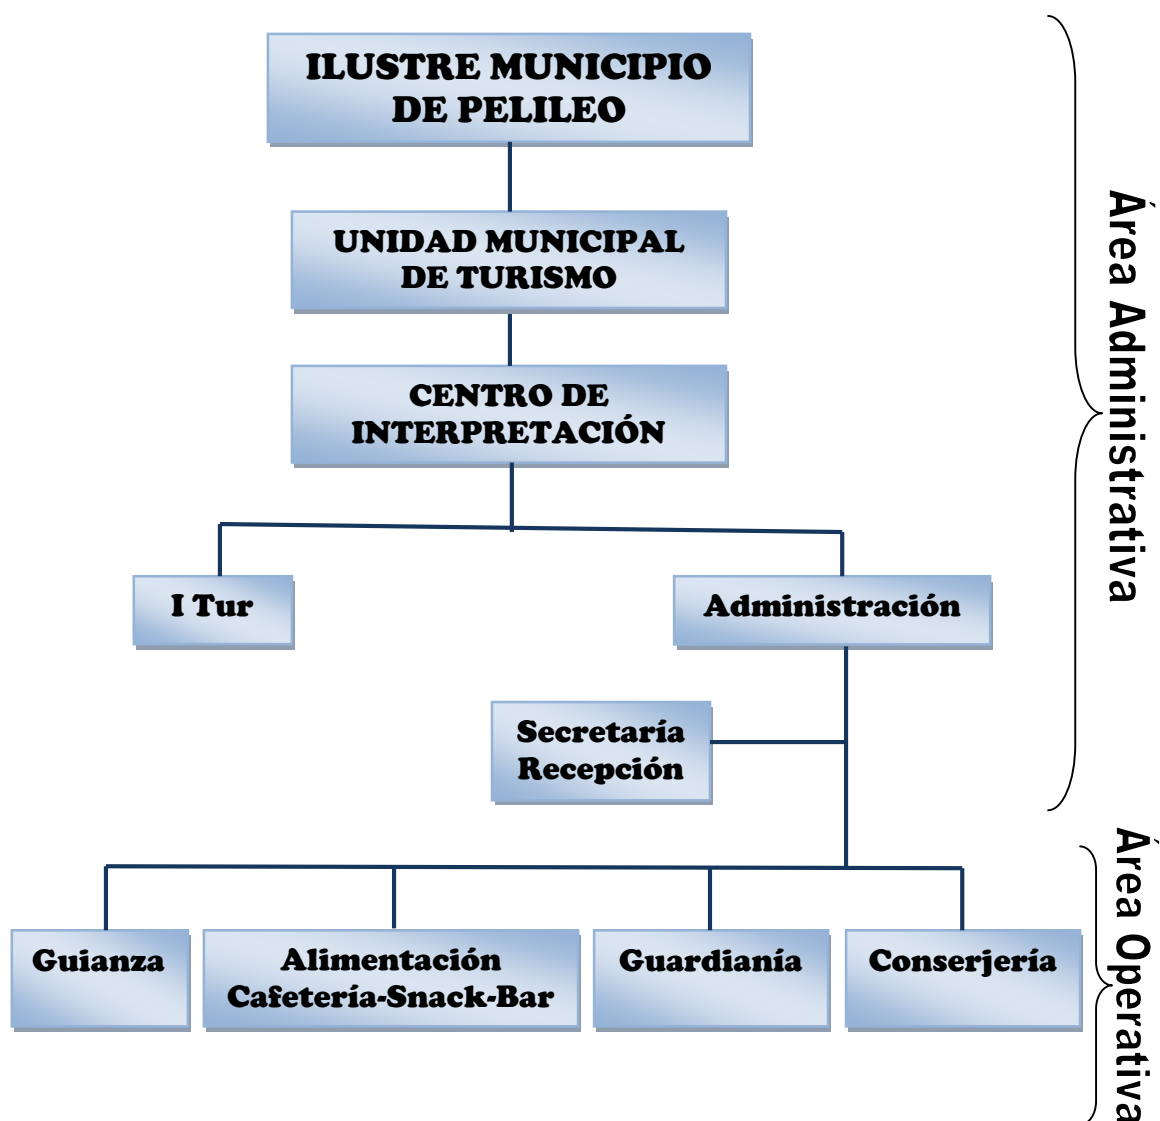 ILUSTRE MUNICIPIO
DE PELILEO
UNIDAD MUNICIPAL
DE TURISMO
CENTRO DE
INTERPRETACIÓN
I Tur
Administración
Secretaría
Recepción
Área Administrativa
Guianza
Alimentación
Cafetería-Snack-Bar
Guardianía
Conserjería
Área Operativa